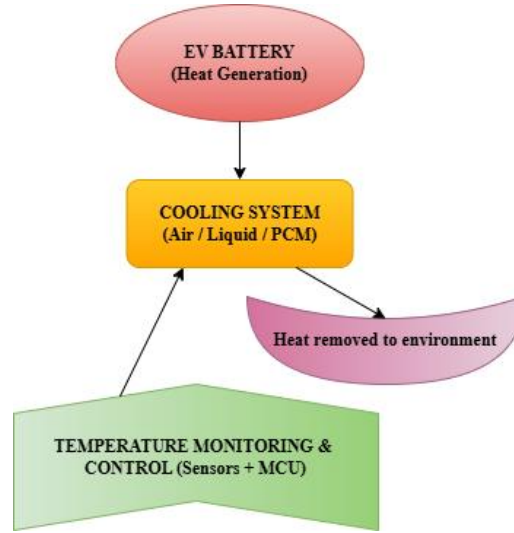 EV BATTERY
(Heat Generation)
COOLING SYSTEM
(Air / Liquid / PCM)
Heat removed to environment
TEMPERATURE MONITORING &
CONTROL (Sensors + MCU)